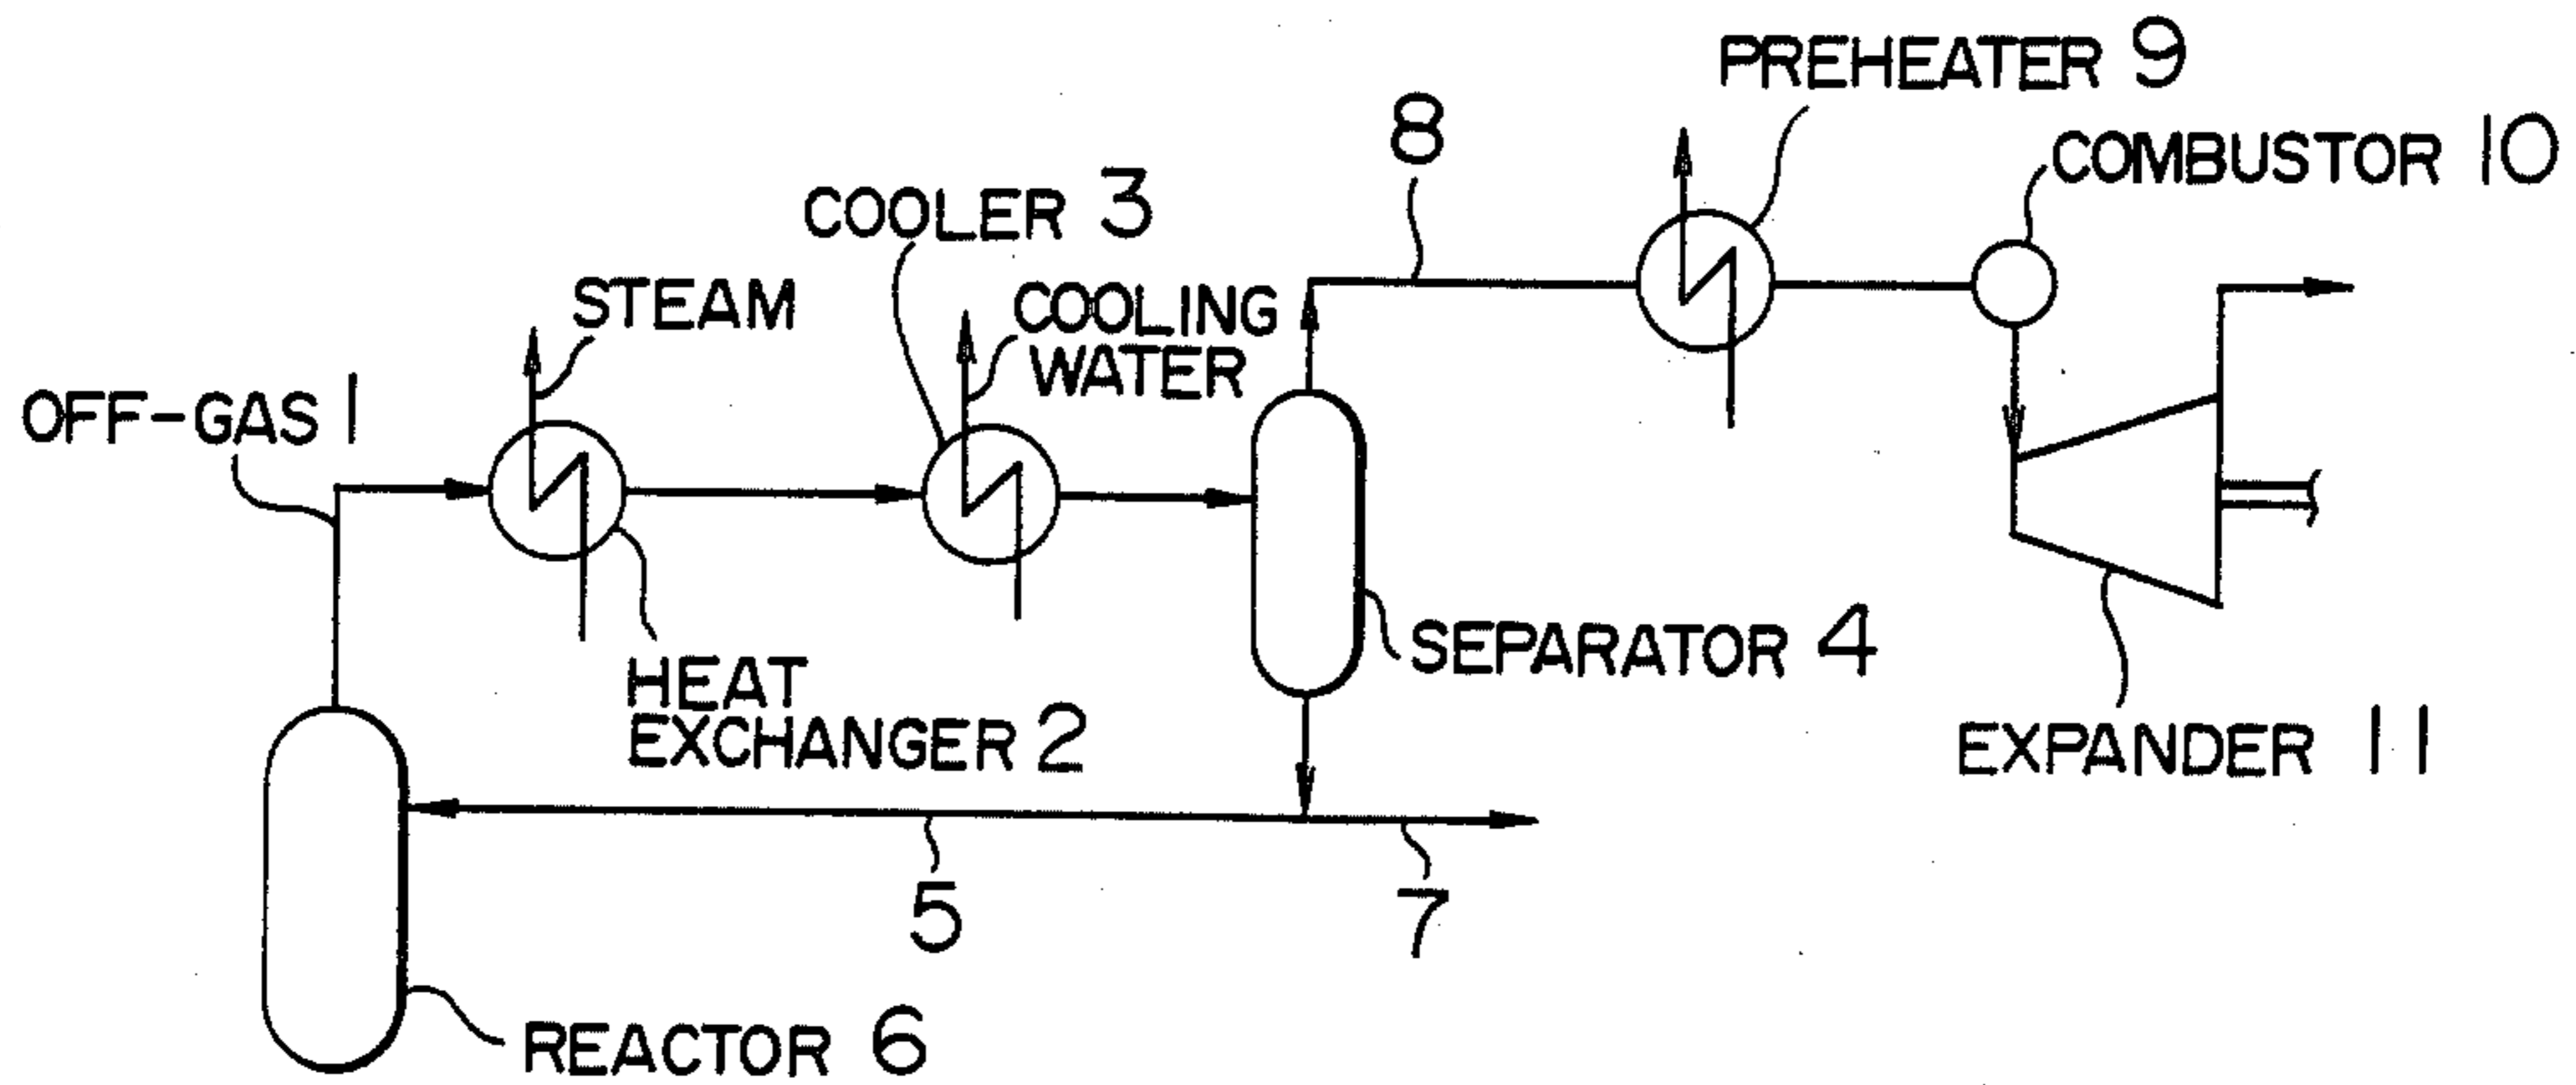 PREHEATER 9
8
COMBUSTOR 10
COOLER 3
STEAM
COOLING
WATER
OFF-GAS 1
SEPARATOR 4
HEAT
EXCHANGER 2
EXPANDER 11
5
7
REACTOR 6